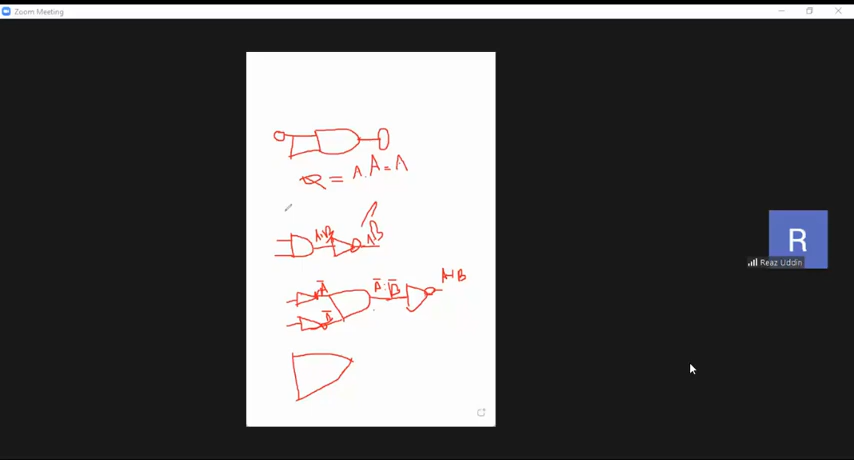 Zoom Meeting
Q = A.A = A
A.B
A̅
A̅.B̅
A+B
B̅
R
Reaz Uddin